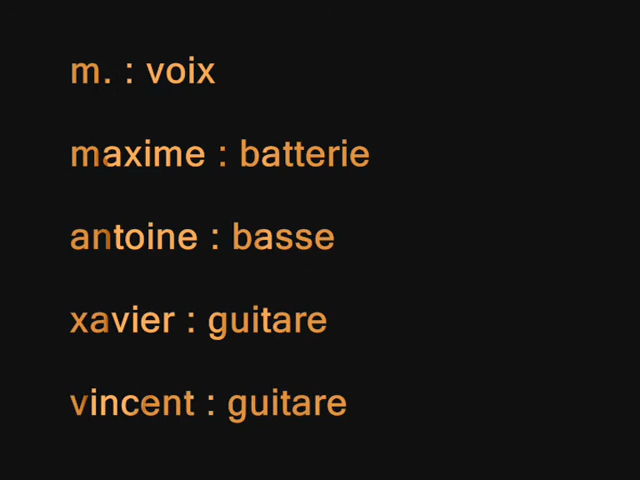 m. : voix
maxime : batterie
antoine : basse
xavier : guitare
vincent : guitare